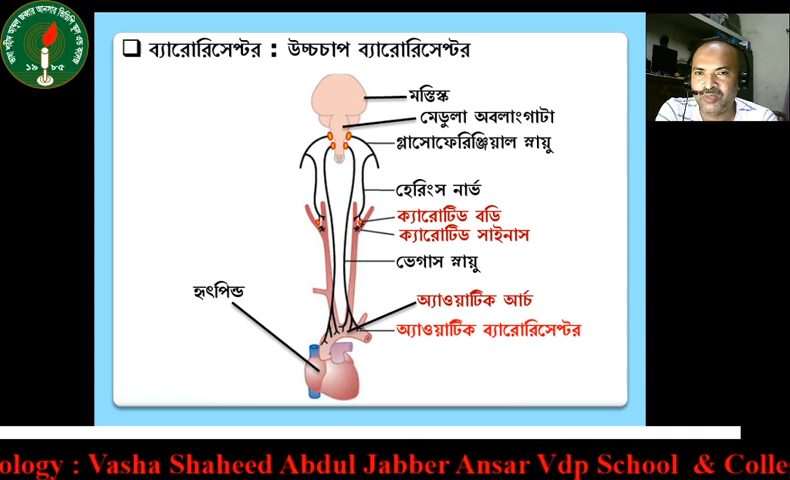 ব্যারোরিসেপ্টর : উচ্চচাপ ব্যারোরিসেপ্টর
মস্তিস্ক
মেডুলা অবলাংগাটা
গ্লাসোফেরিঞ্জিয়াল স্নায়ু
হেরিংস নার্ভ
ক্যারোটিড বডি
ক্যারোটিড সাইনাস
ভেগাস স্নায়ু
হৃৎপিন্ড
অ্যাওয়াটিক আর্চ
অ্যাওয়াটিক ব্যারোরিসেপ্টর
১৯৮৫
ology : Vasha Shaheed Abdul Jabber Ansar Vdp School & Colle